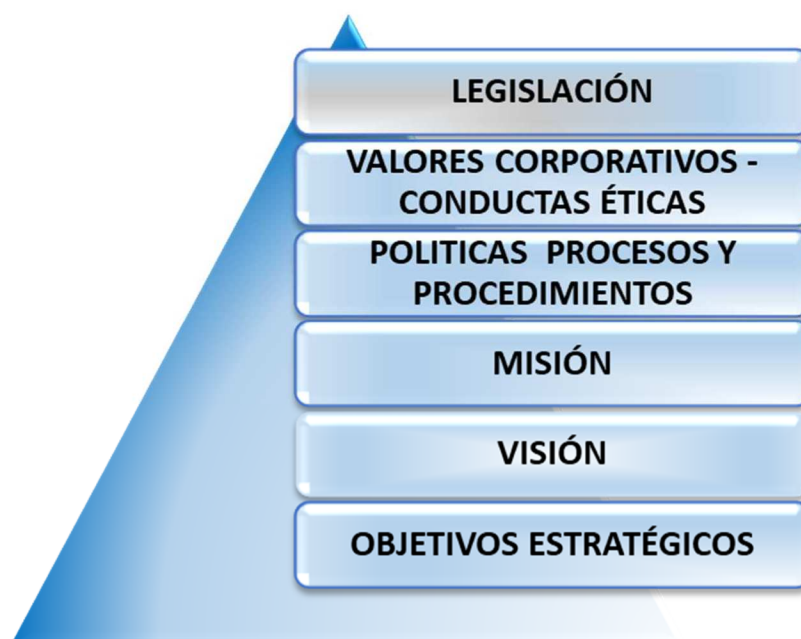 LEGISLACIÓN
VALORES CORPORATIVOS -
CONDUCTAS ÉTICAS
POLITICAS PROCESOS Y
PROCEDIMIENTOS
MISIÓN
VISIÓN
OBJETIVOS ESTRATÉGICOS